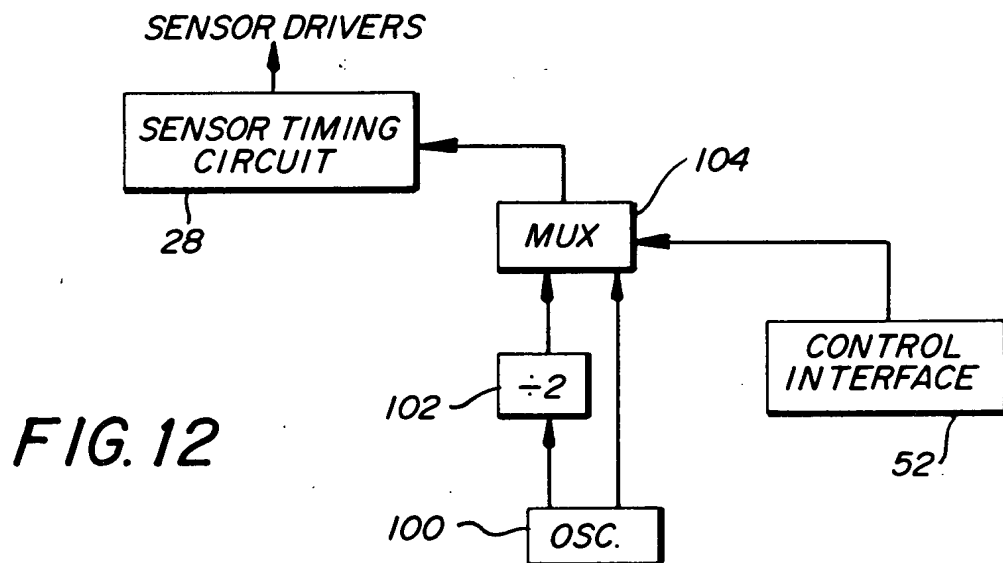 SENSOR DRIVERS
SENSOR TIMING
CIRCUIT
28
104
MUX
CONTROL
INTERFACE
102
÷2
52
FIG. 12
100
OSC.